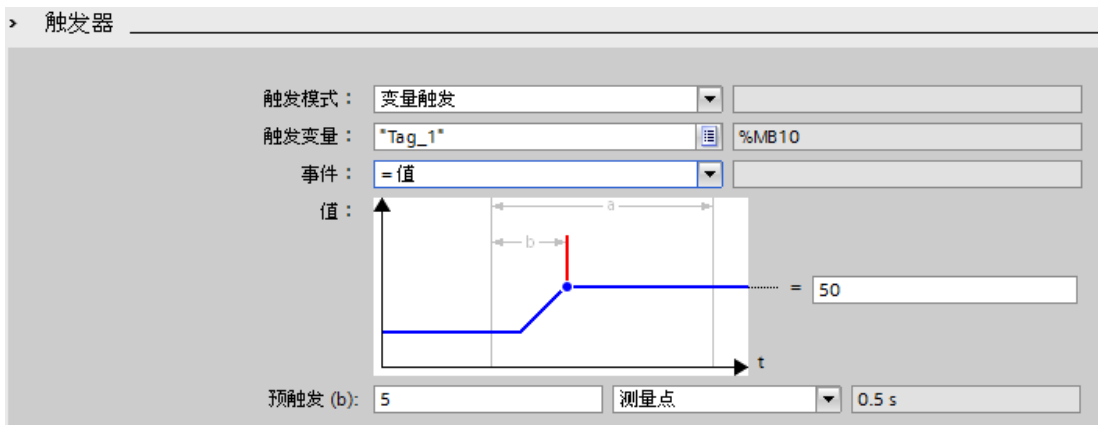 触发器
触发模式： 变量触发
触发变量： "Tag_1" %MB10
事件： =值
值： a
b
= 50
t
预触发 (b): 5 测量点 0.5 s